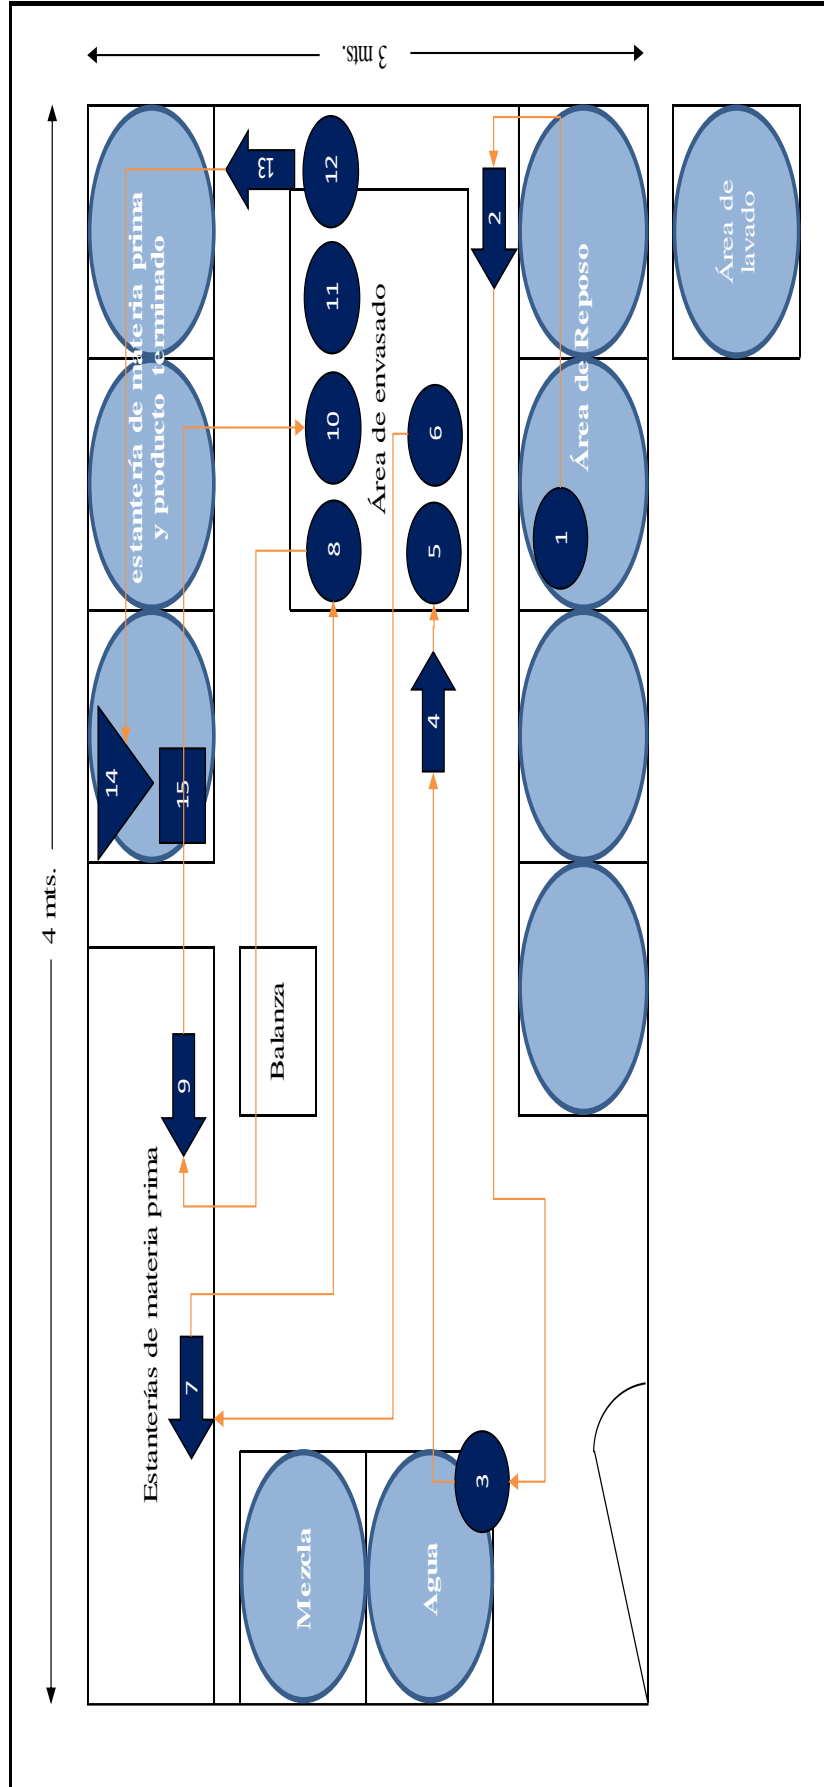 3 mts.
4 mts.
estantería de materia prima
y producto terminado
13
12
11
10
8
Área de envasado
6
5
4
2
Área de Reposo
1
Área de
lavado
14
15
Balanza
9
Estanterías de materia prima
7
Mezcla
Agua
3